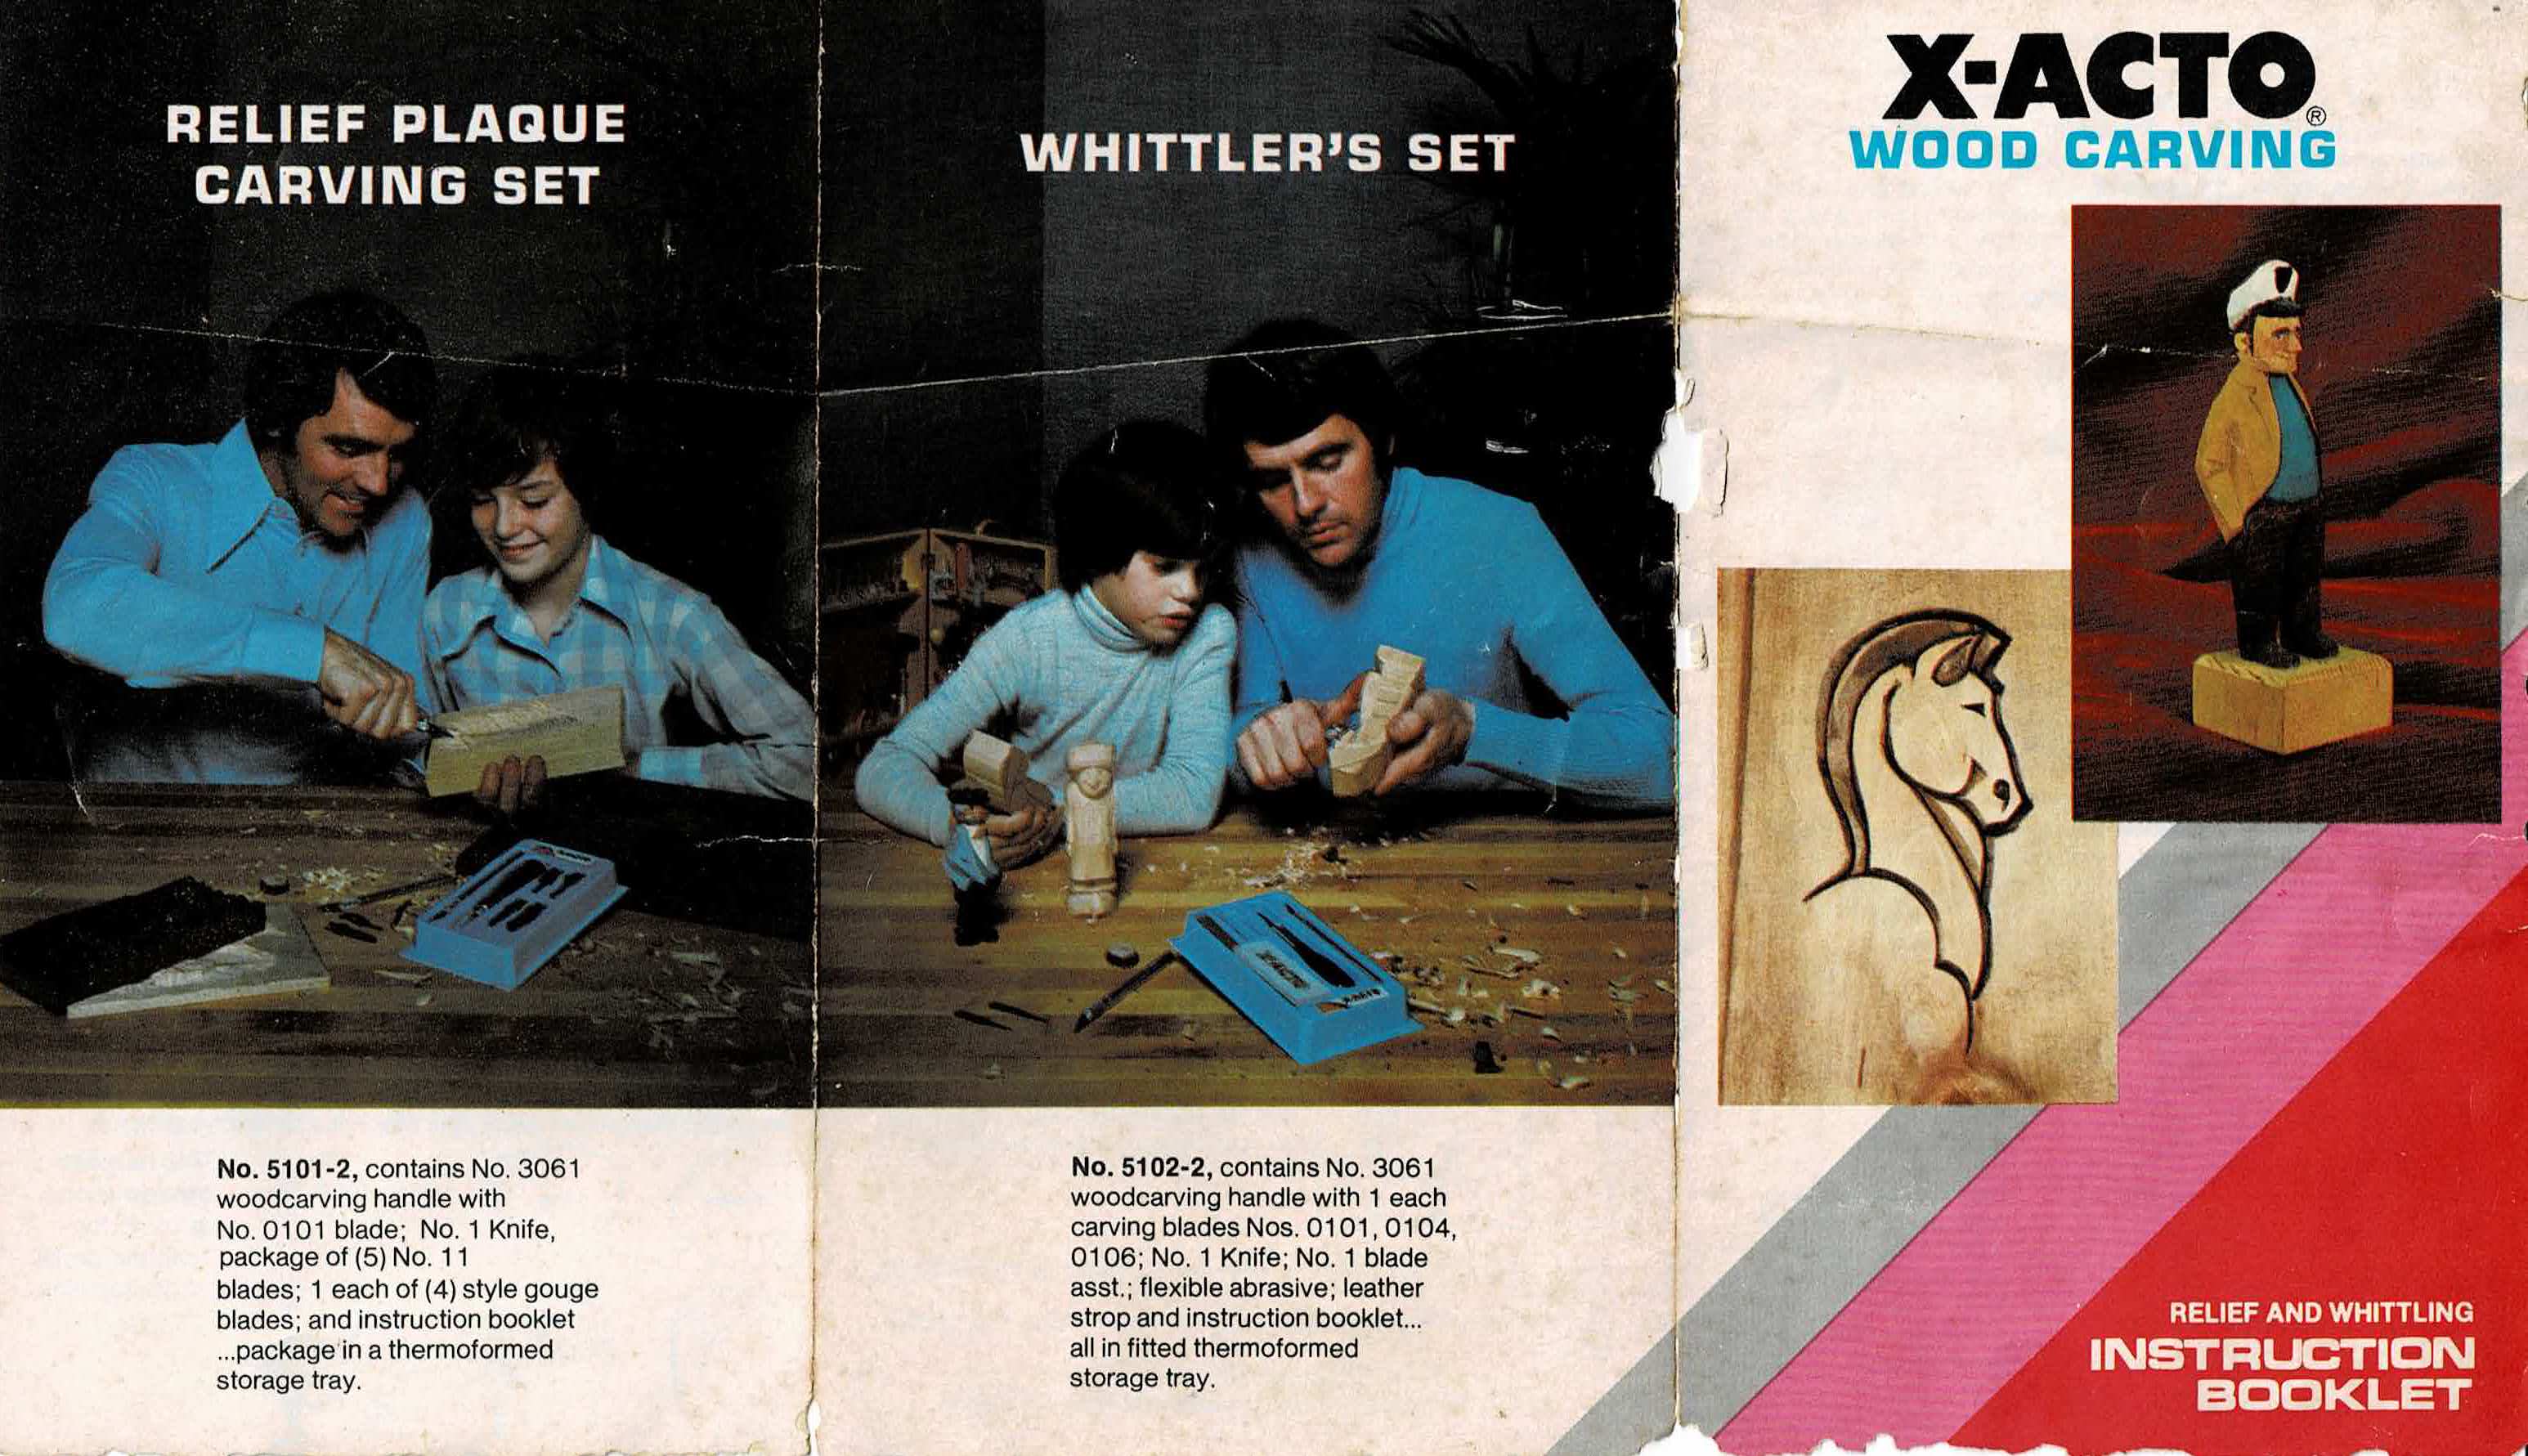 RELIEF PLAQUE
CARVING SET
No. 5101-2, contains No. 3061
woodcarving handle with
No. 0101 blade; No. 1 Knife,
package of (5) No. 11
blades; 1 each of (4) style gouge
blades; and instruction booklet
...package in a thermoformed
storage tray.
WHITTLER'S SET
X-ACTO
X-ACTO
No. 5102-2, contains No. 3061
woodcarving handle with 1 each
carving blades Nos. 0101, 0104,
0106; No. 1 Knife; No. 1 blade
asst.; flexible abrasive; leather
strop and instruction booklet...
all in fitted thermoformed
storage tray.
X-ACTO®
WOOD CARVING
RELIEF AND WHITTLING
INSTRUCTION
BOOKLET